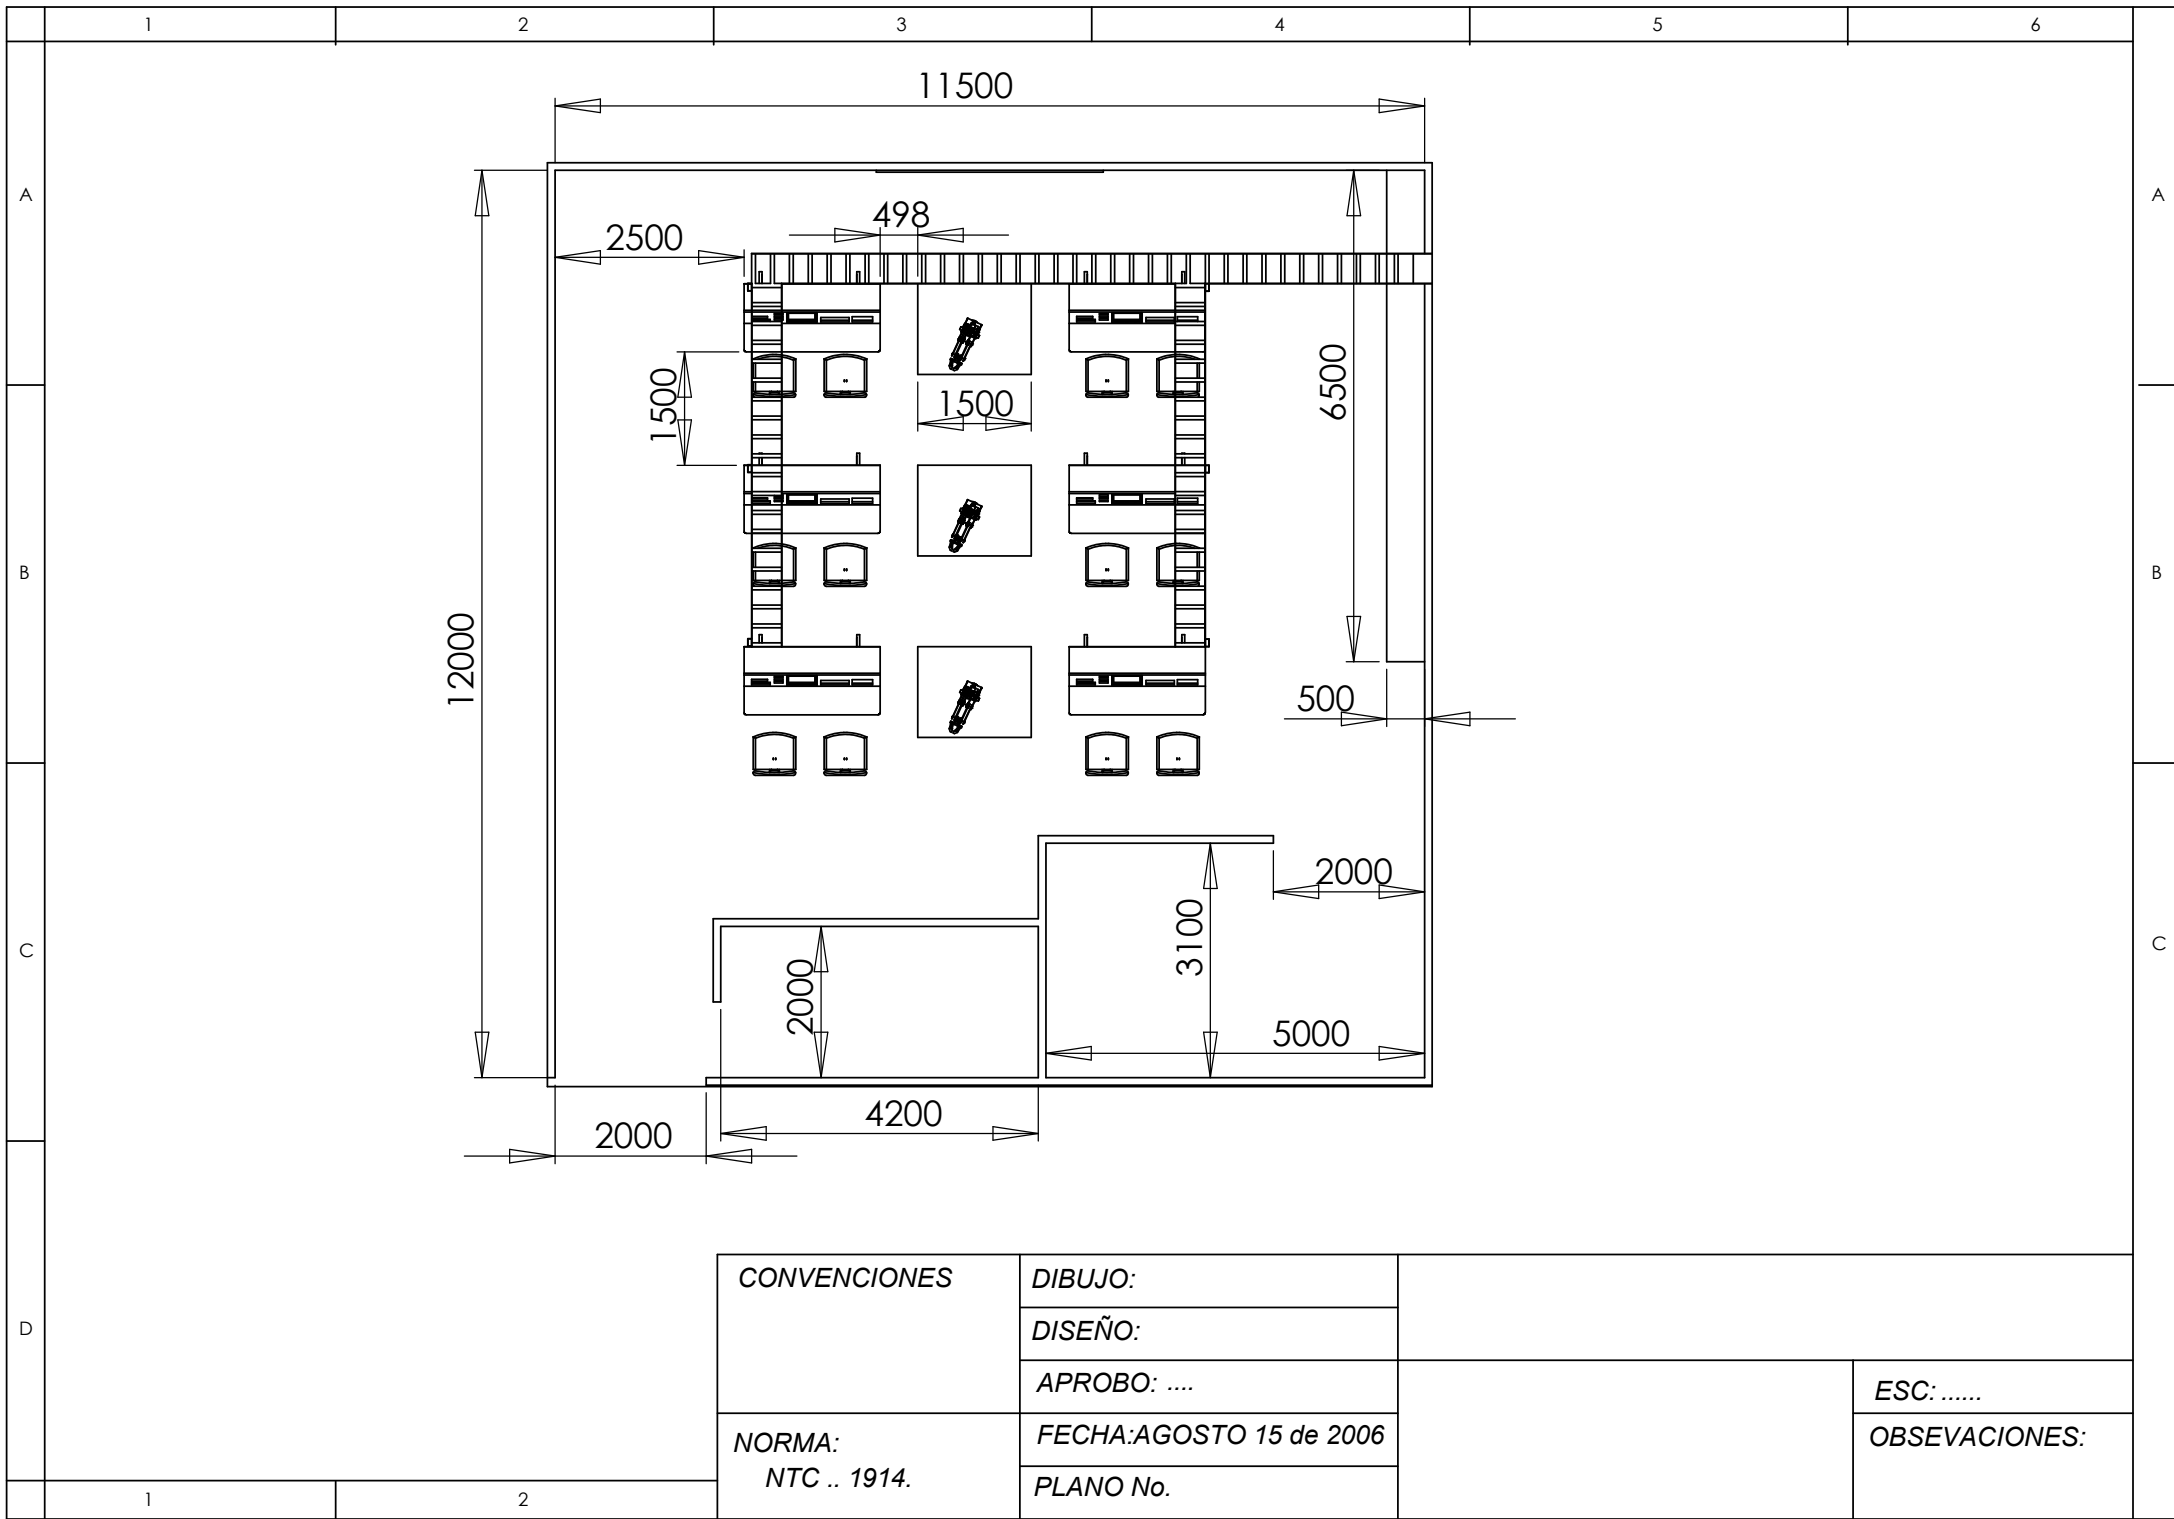 1 2 3 4 5 6
11500
A A
498
2500
6500
1500
1500
B B
12000
500
2000
3100
C C
2000
5000
4200
2000
CONVENCIONES
DIBUJO:
DISEÑO:
D
APROBO: ....
ESC: ......
NORMA:
FECHA:AGOSTO 15 de 2006
OBSEVACIONES:
NTC .. 1914.
PLANO No.
1 2